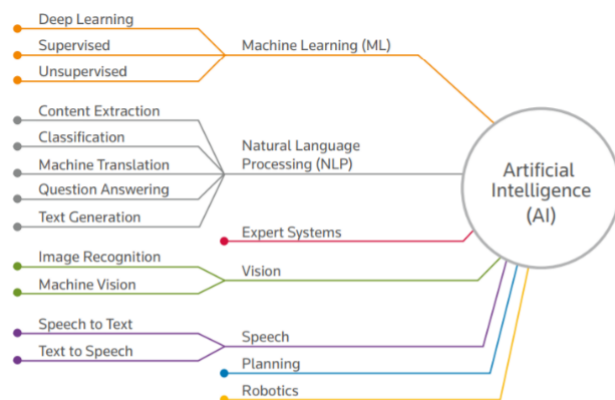 Deep Learning
Supervised
Unsupervised
Machine Learning (ML)
Content Extraction
Classification
Machine Translation
Question Answering
Text Generation
Natural Language
Processing (NLP)
Artificial
Intelligence
(AI)
Expert Systems
Image Recognition
Machine Vision
Vision
Speech to Text
Text to Speech
Speech
Planning
Robotics